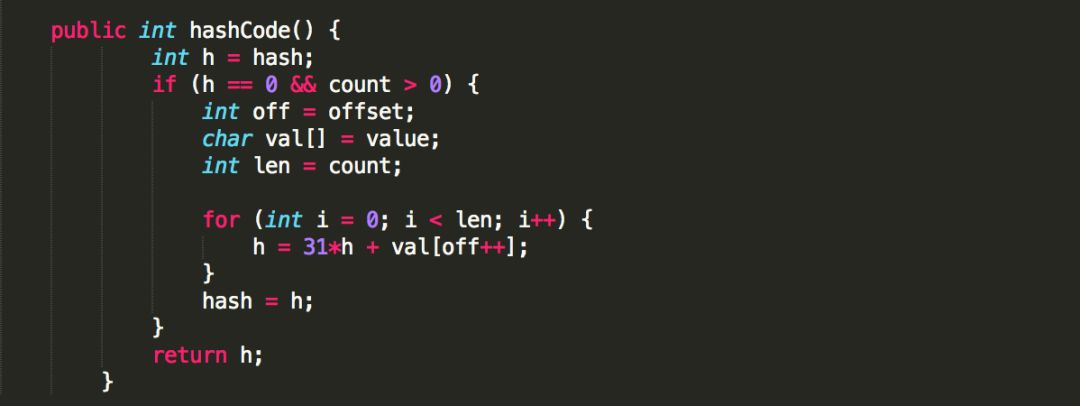 public int hashCode() {
int h = hash;
if (h == 0 && count > 0) {
int off = offset;
char val[] = value;
int len = count;
for (int i = 0; i < len; i++) {
h = 31*h + val[off++];
}
hash = h;
}
return h;
}